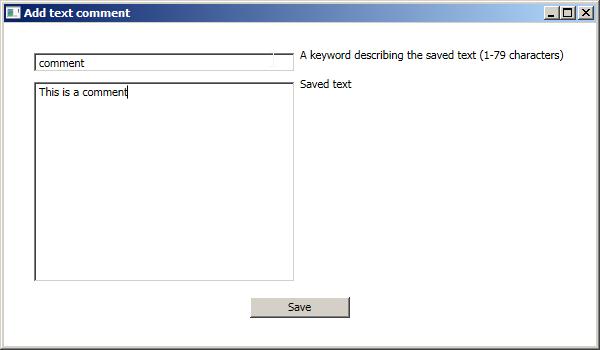 Add text comment
comment
A keyword describing the saved text (1-79 characters)
This is a comment
Saved text
Save